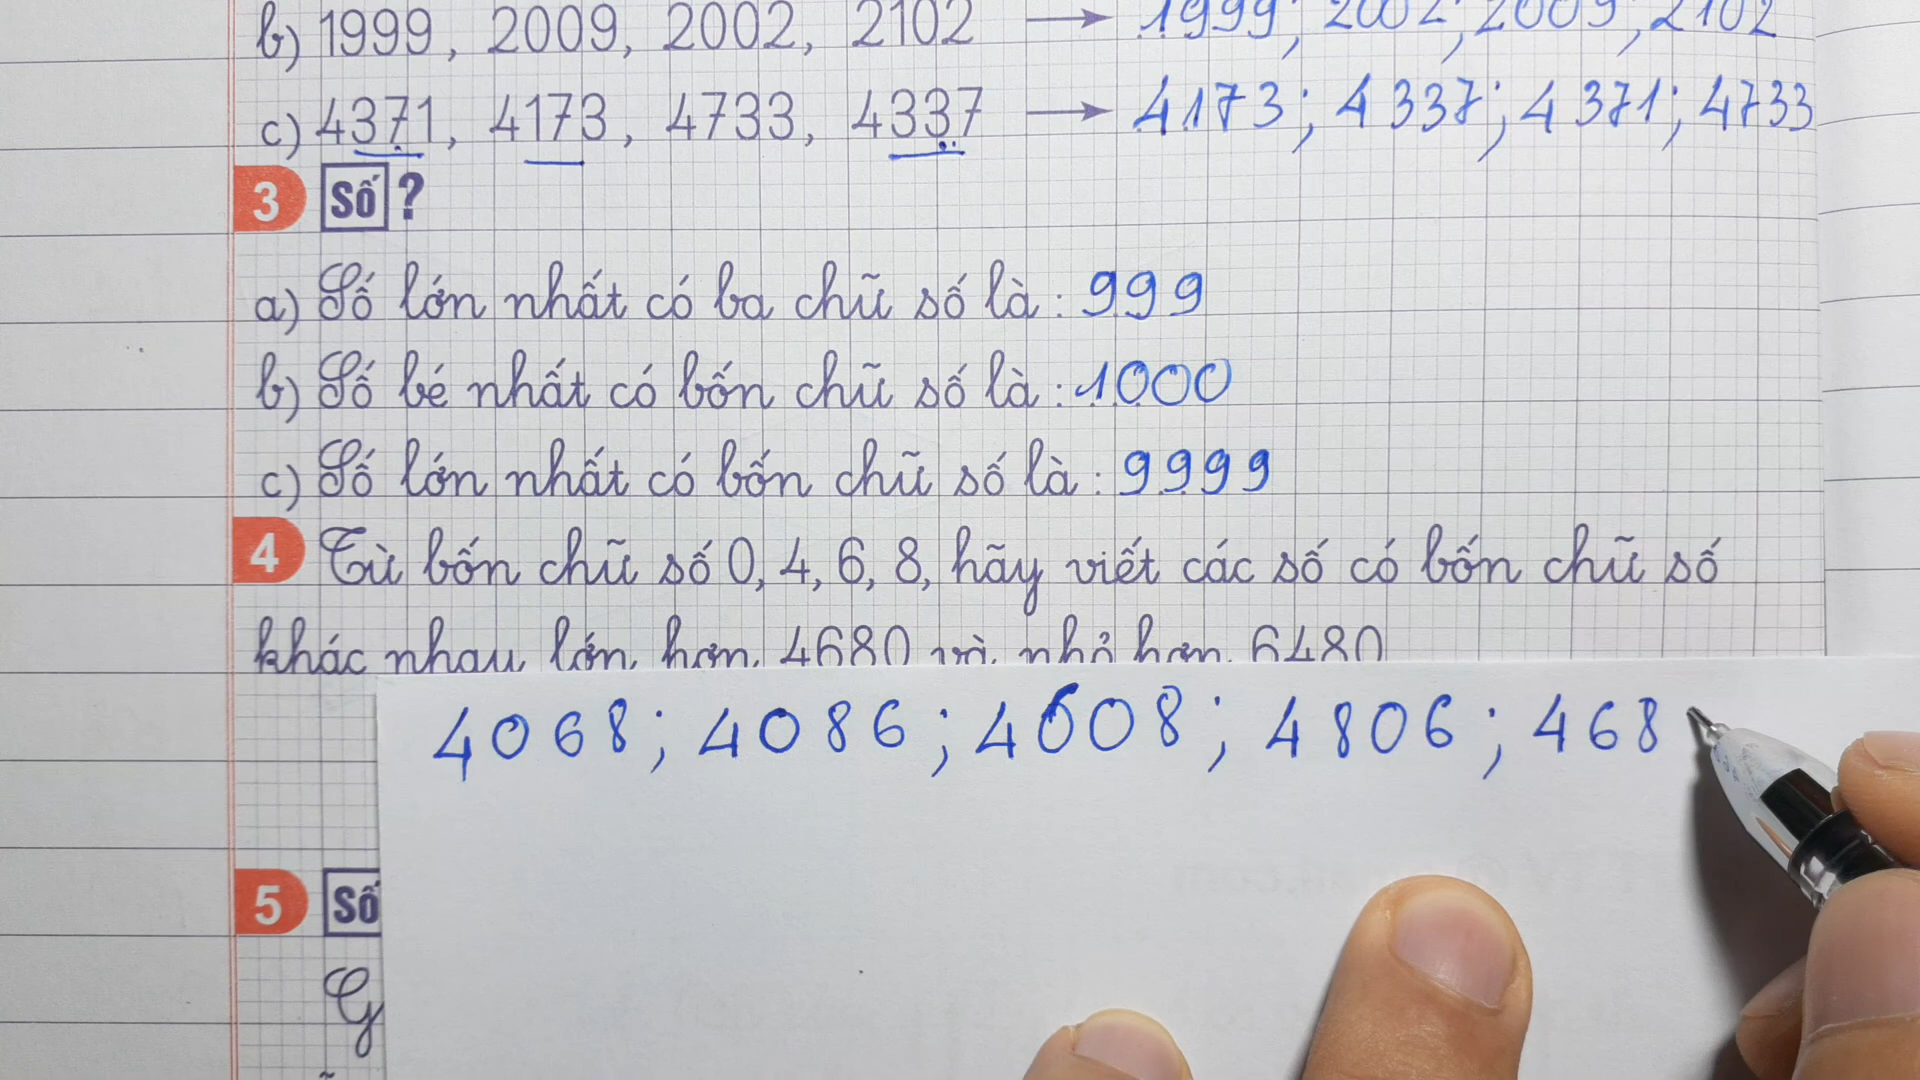 b) 1999, 2009, 2002, 2102 → 1999; 2002; 2009; 2102
c) 4371, 4173, 4733, 4337 → 4173; 4337; 4371; 4733
3 Số ?
a) Số lớn nhất có ba chữ số là: 999
b) Số bé nhất có bốn chữ số là: 1000
c) Số lớn nhất có bốn chữ số là: 9999
4 Từ bốn chữ số 0, 4, 6, 8, hãy viết các số có bốn chữ số
khác nhau lớn hơn 4680 và nhỏ hơn 6480
4068; 4086; 4608; 4806; 468
5 Số
G